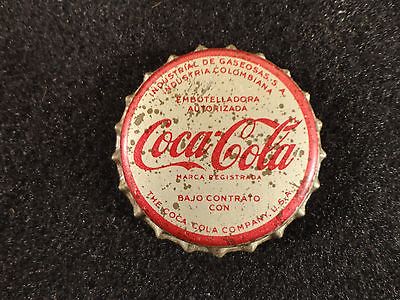 INDUSTRIAL DE GASEOSAS, S.A.
INDUSTRIA COLOMBIANA
EMBOTELLADORA
AUTORIZADA
Coca-Cola
MARCA REGISTRADA
BAJO CONTRATO
CON
THE COCA COLA COMPANY, U.S.A.